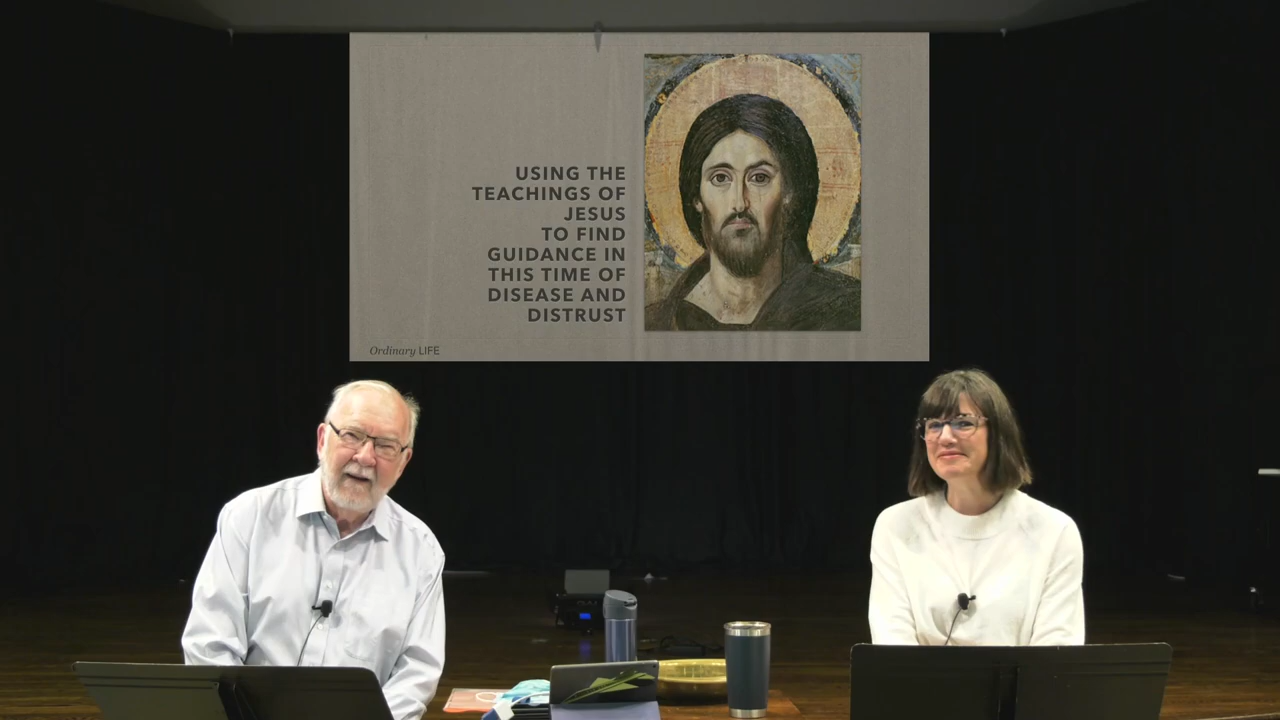 USING THE
TEACHINGS OF
JESUS
TO FIND
GUIDANCE IN
THIS TIME OF
DISEASE AND
DISTRUST
Ordinary LIFE